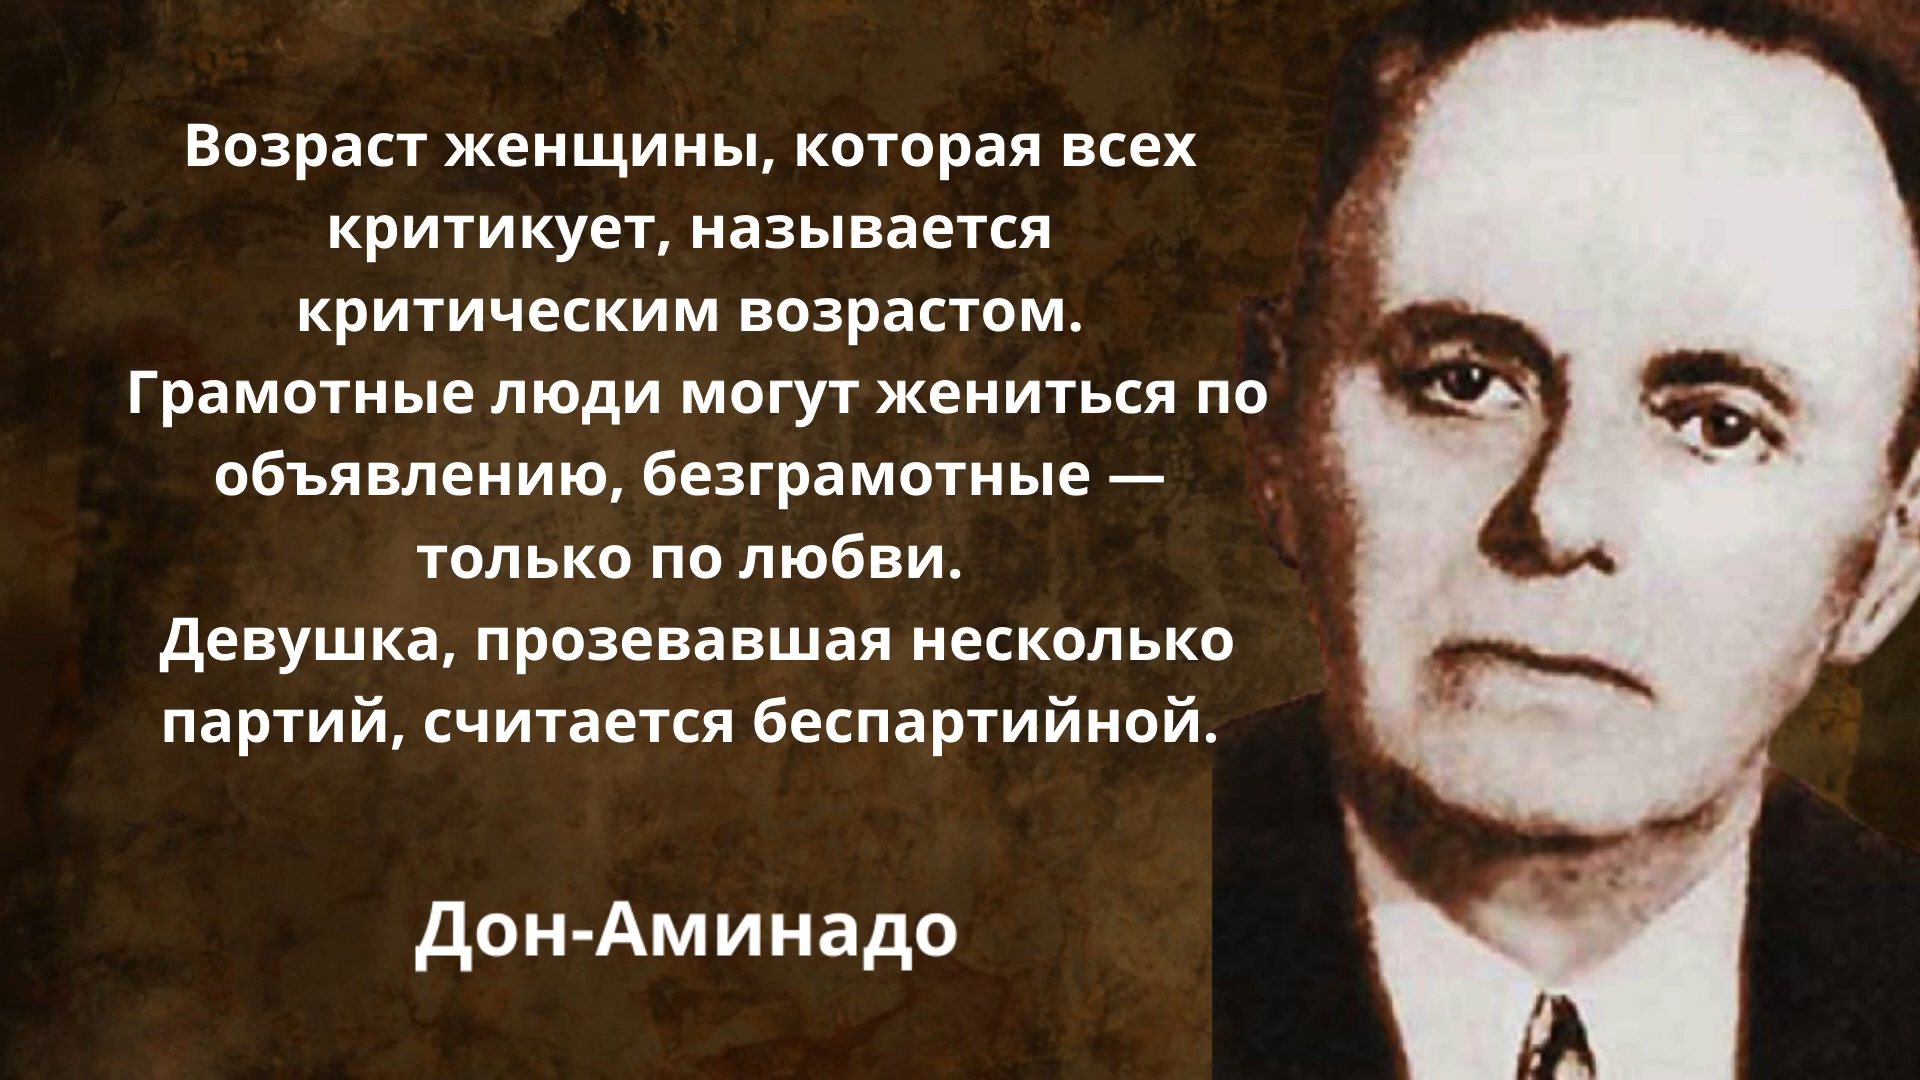 Возраст женщины, которая всех
критикует, называется
критическим возрастом.
Грамотные люди могут жениться по
объявлению, безграмотные —
только по любви.
Девушка, прозевавшая несколько
партий, считается беспартийной.
Дон-Аминадо